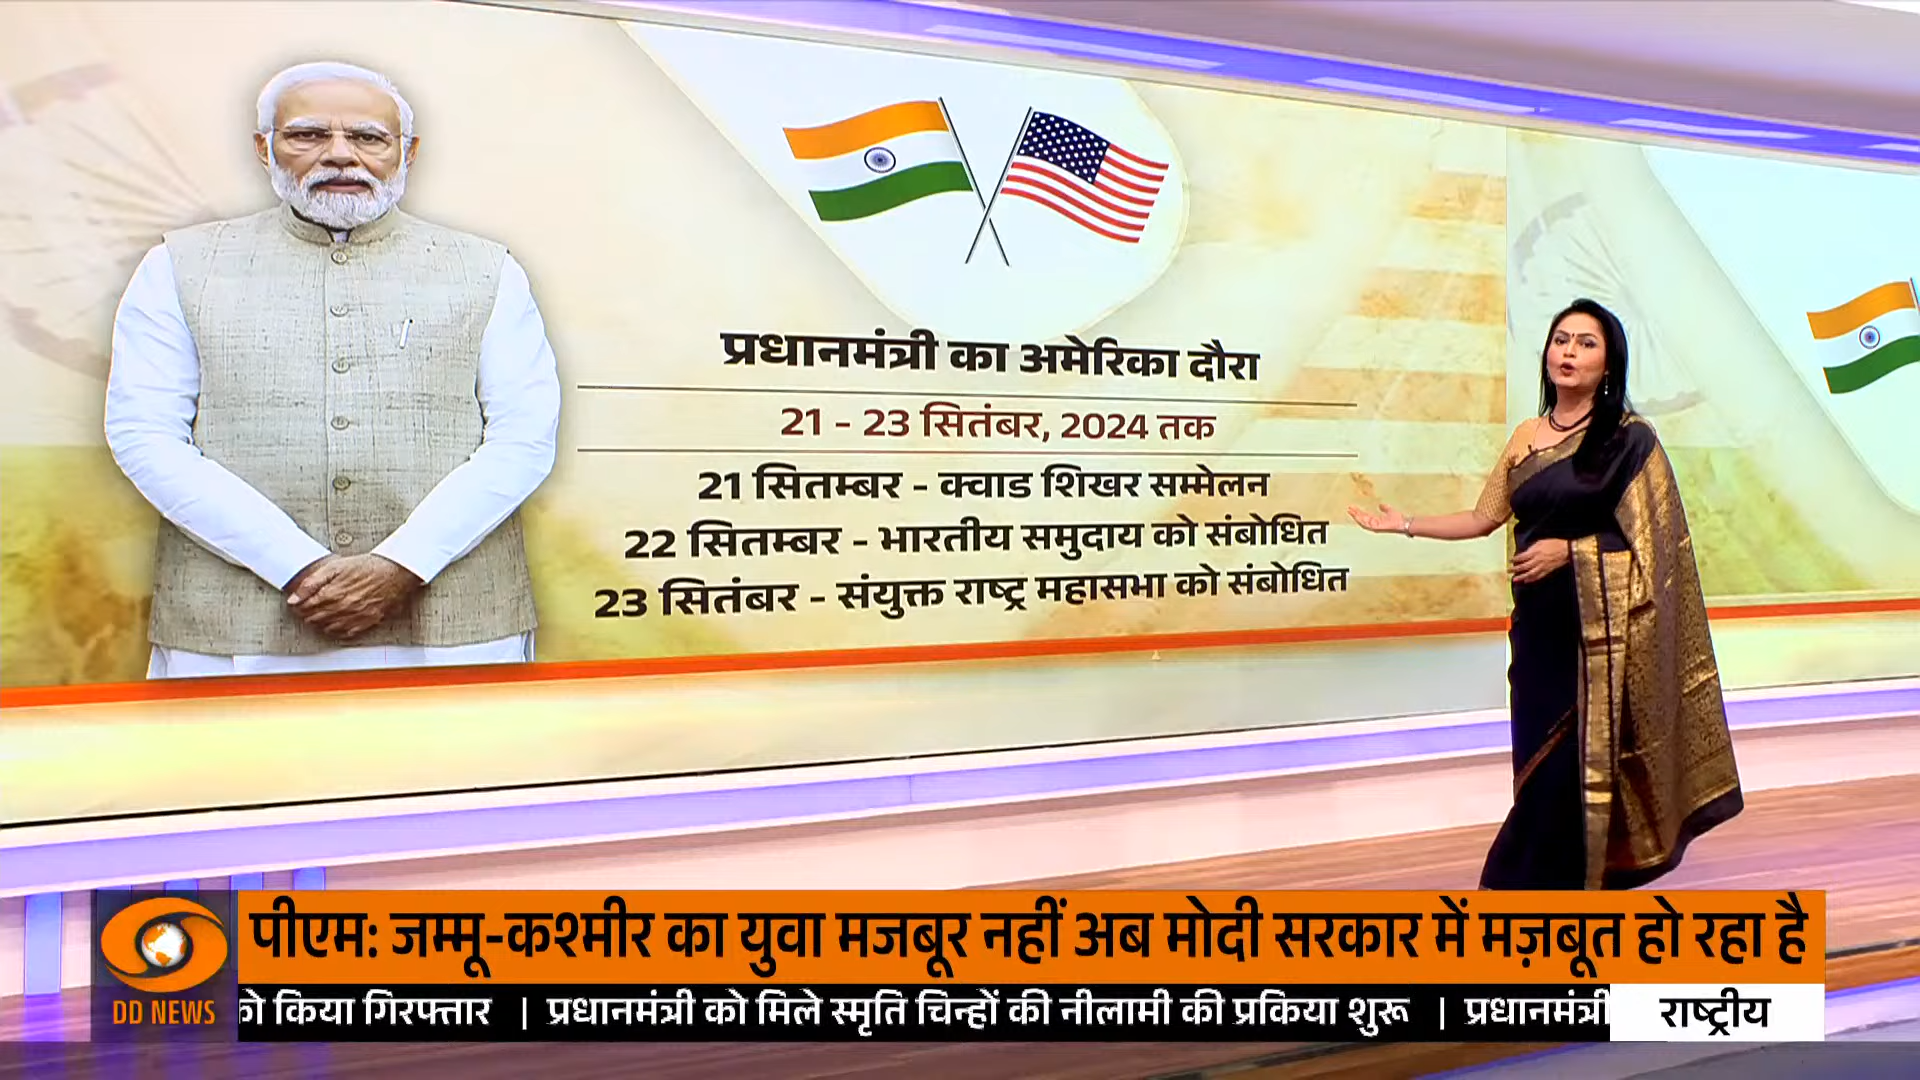 प्रधानमंत्री का अमेरिका दौरा
21 - 23 सितंबर, 2024 तक
21 सितम्बर - क्वाड शिखर सम्मेलन
22 सितम्बर - भारतीय समुदाय को संबोधित
23 सितंबर - संयुक्त राष्ट्र महासभा को संबोधित
पीएम: जम्मू-कश्मीर का युवा मजबूर नहीं अब मोदी सरकार में मज़बूत हो रहा है
DD NEWS
को किया गिरफ्तार | प्रधानमंत्री को मिले स्मृति चिन्हों की नीलामी की प्रकिया शुरू | प्रधानमंत्री
राष्ट्रीय